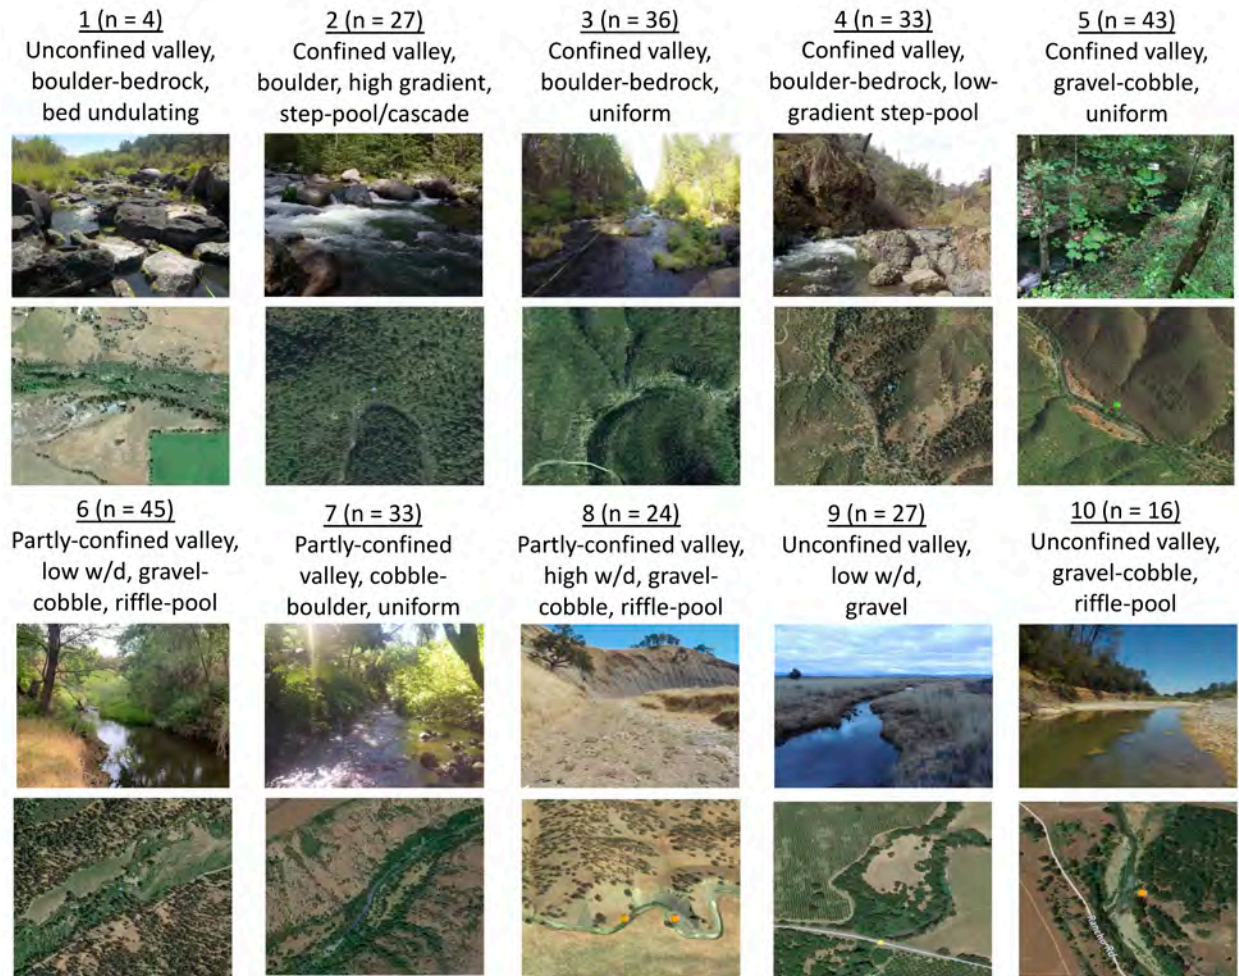 1 (n = 4)
Unconfined valley,
boulder-bedrock,
bed undulating
2 (n = 27)
Confined valley,
boulder, high gradient,
step-pool/cascade
3 (n = 36)
Confined valley,
boulder-bedrock,
uniform
4 (n = 33)
Confined valley,
boulder-bedrock, low-
gradient step-pool
5 (n = 43)
Confined valley,
gravel-cobble,
uniform
6 (n = 45)
Partly-confined valley,
low w/d, gravel-
cobble, riffle-pool
7 (n = 33)
Partly-confined
valley, cobble-
boulder, uniform
8 (n = 24)
Partly-confined valley,
high w/d, gravel-
cobble, riffle-pool
9 (n = 27)
Unconfined valley,
low w/d,
gravel
10 (n = 16)
Unconfined valley,
gravel-cobble,
riffle-pool
Rancho Rd